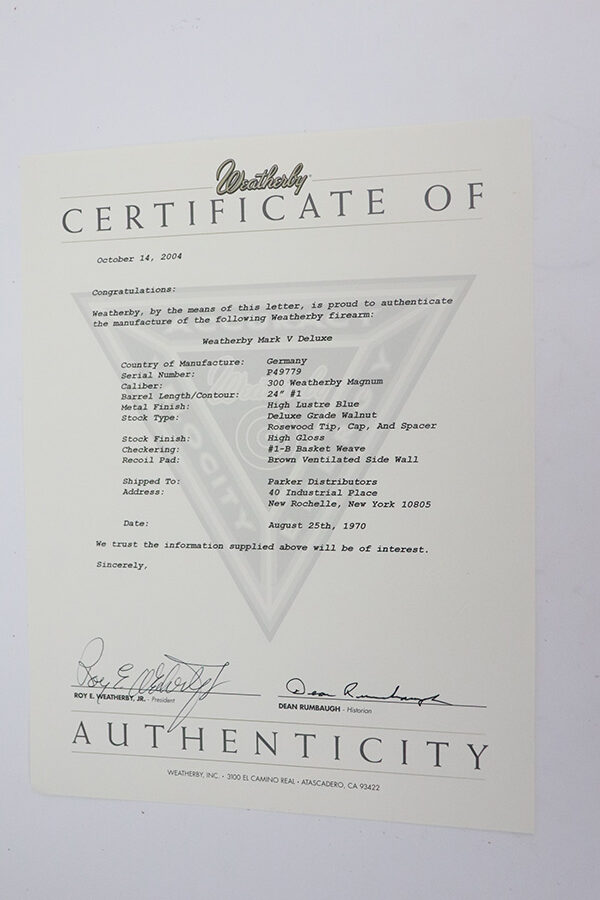 Weatherby
CERTIFICATE OF
October 14, 2004
Congratulations:
Weatherby, by the means of this letter, is proud to authenticate
the manufacture of the following Weatherby firearm:
Weatherby Mark V Deluxe
Country of Manufacture: Germany
Serial Number: P49779
Caliber: 300 Weatherby Magnum
Barrel Length/Contour: 24" #1
Metal Finish: High Lustre Blue
Stock Type: Deluxe Grade Walnut
Rosewood Tip, Cap, And Spacer
Stock Finish: High Gloss
Checkering: #1-B Basket Weave
Recoil Pad: Brown Ventilated Side Wall
Shipped To: Parker Distributors
Address: 40 Industrial Place
New Rochelle, New York 10805
Date: August 25th, 1970
We trust the information supplied above will be of interest.
Sincerely,
Roy E. Weatherby Jr Dean Rumbaugh
ROY E. WEATHERBY, JR. - President
DEAN RUMBAUGH - Historian
AUTHENTICITY
WEATHERBY, INC. • 3100 EL CAMINO REAL • ATASCADERO, CA 93422